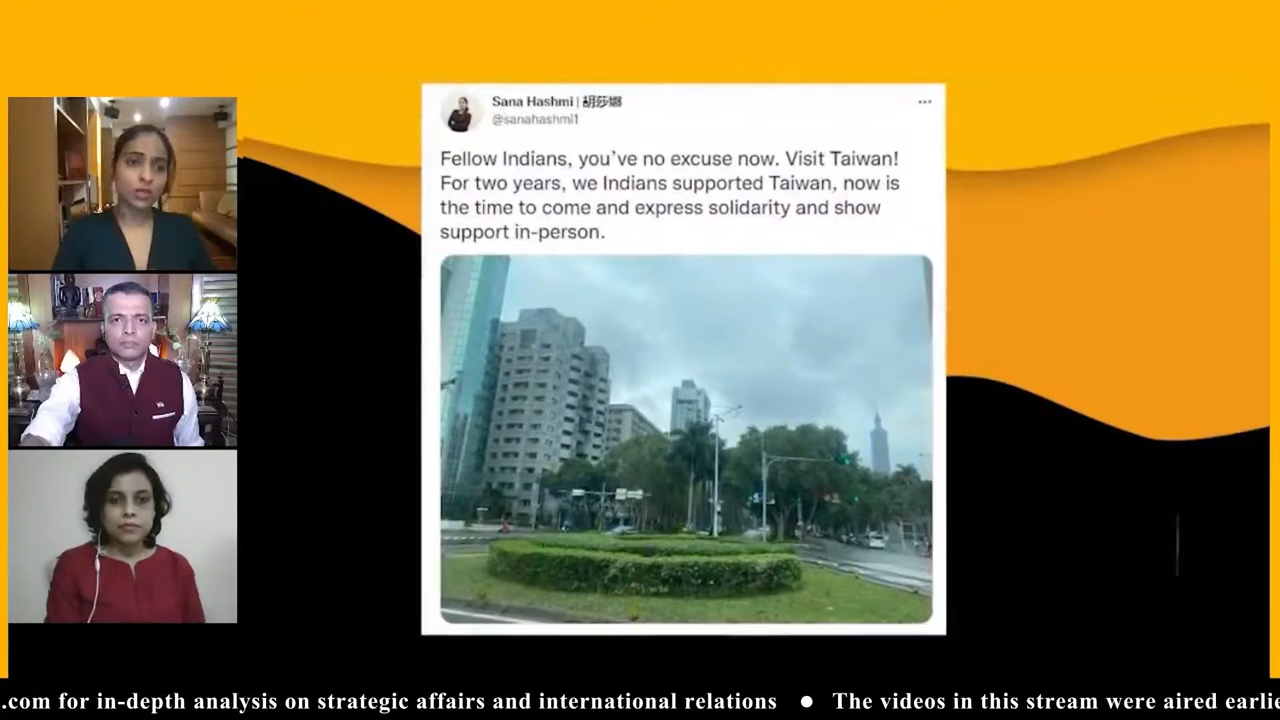 Sana Hashmi | 胡莎娜
@sanahashmi1
Fellow Indians, you've no excuse now. Visit Taiwan!
For two years, we Indians supported Taiwan, now is
the time to come and express solidarity and show
support in-person.
.com for in-depth analysis on strategic affairs and international relations ● The videos in this stream were aired earlie